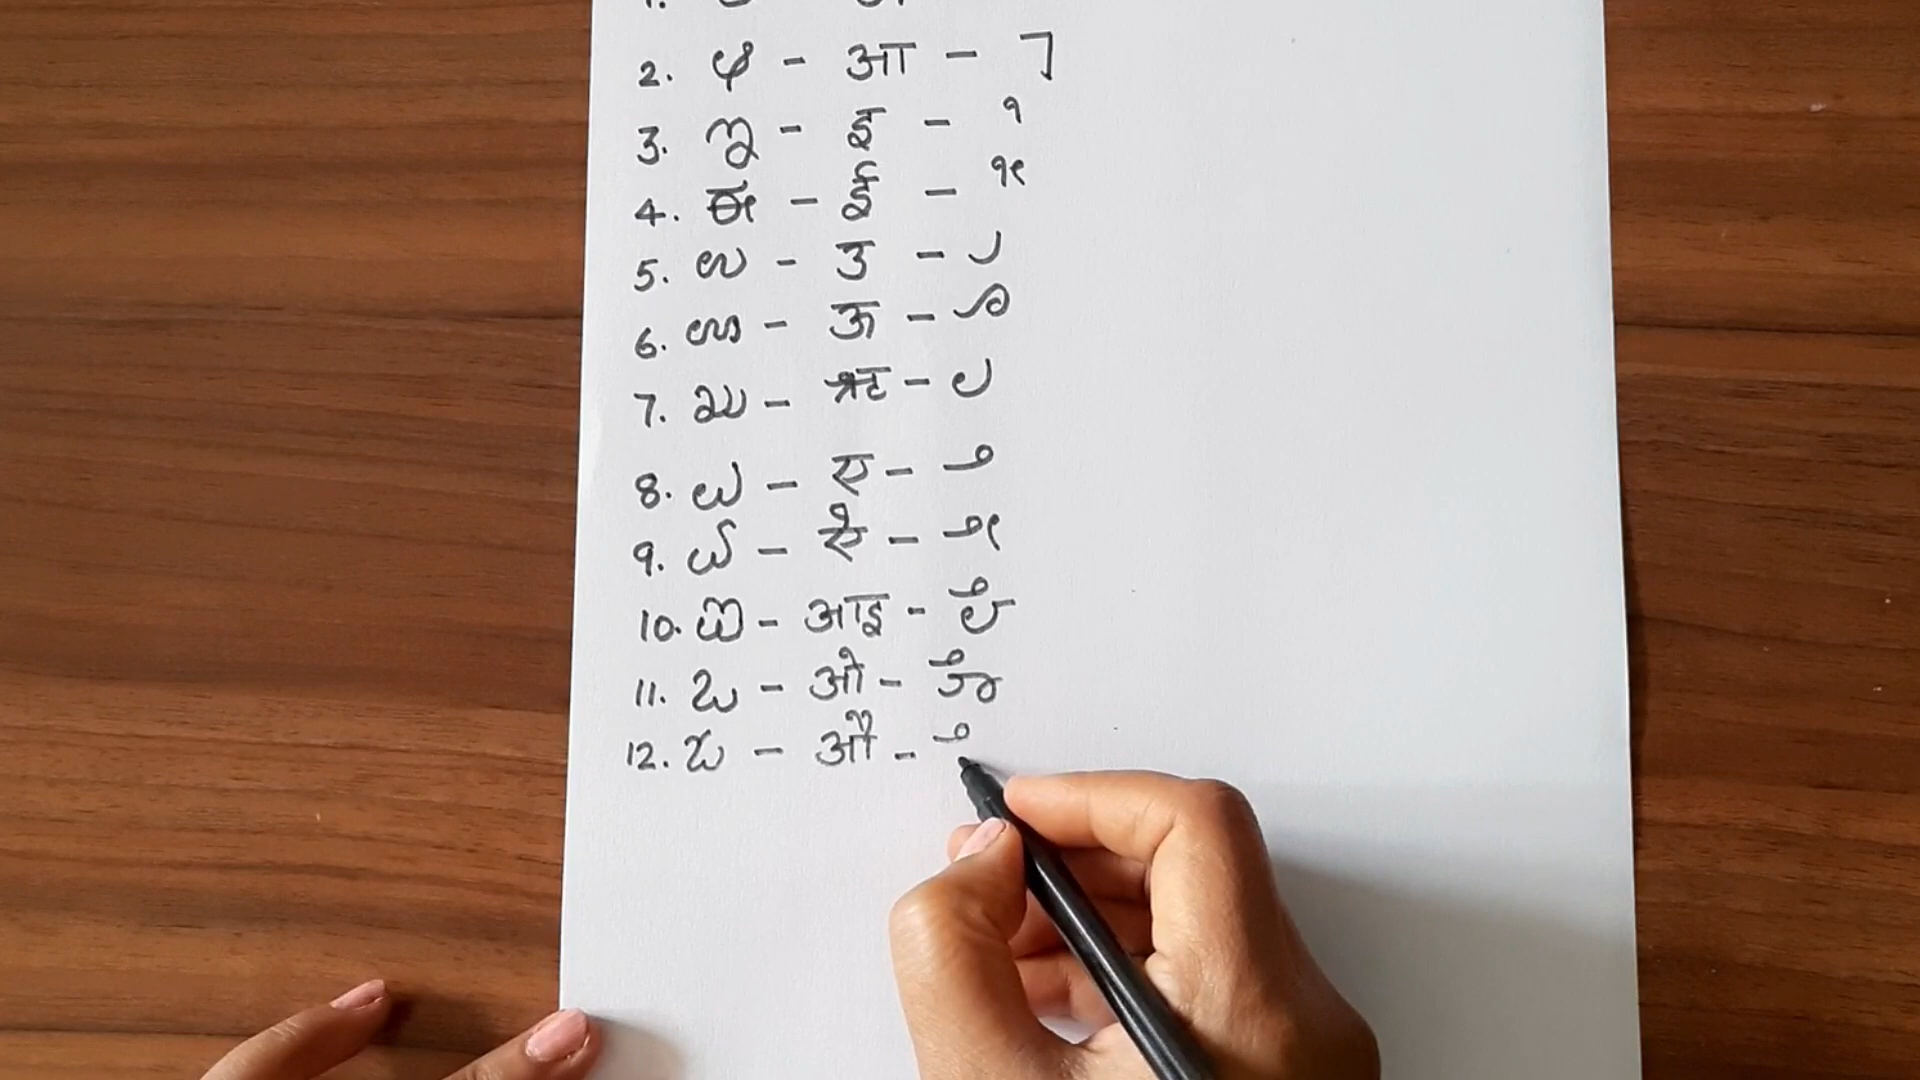 2. ಆ - आ - ಾ
3. ಇ - इ - ಿ
4. ಈ - ई - ೀ
5. ಉ - उ - ು
6. ಊ - ऊ - ೂ
7. ಋ - ऋ - ೃ
8. ಎ - ए - ೆ
9. ಏ - ऐ - ೇ
10. ಐ - आइ - ೈ
11. ಒ - ओ - ೊ
12. ಓ - औ - ೆ